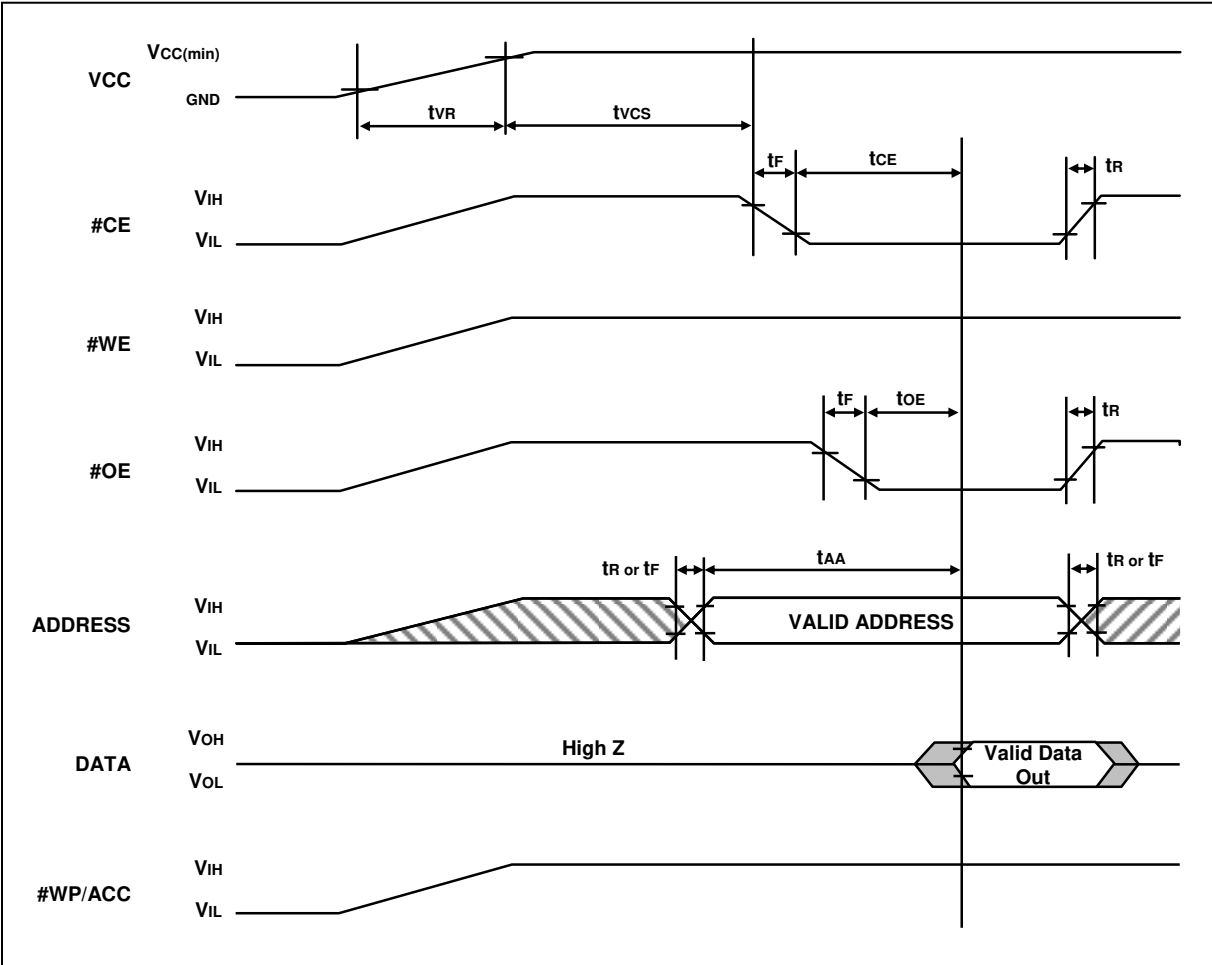 VCC(min)
VCC
GND
tVR
tVCS
tF
tCE
tR
VIH
#CE
VIL
VIH
#WE
VIL
tF
tOE
tR
VIH
#OE
VIL
tR or tF
tAA
tR or tF
VIH
ADDRESS
VALID ADDRESS
VIL
VOH
High Z
DATA
Valid Data
Out
VOL
VIH
#WP/ACC
VIL